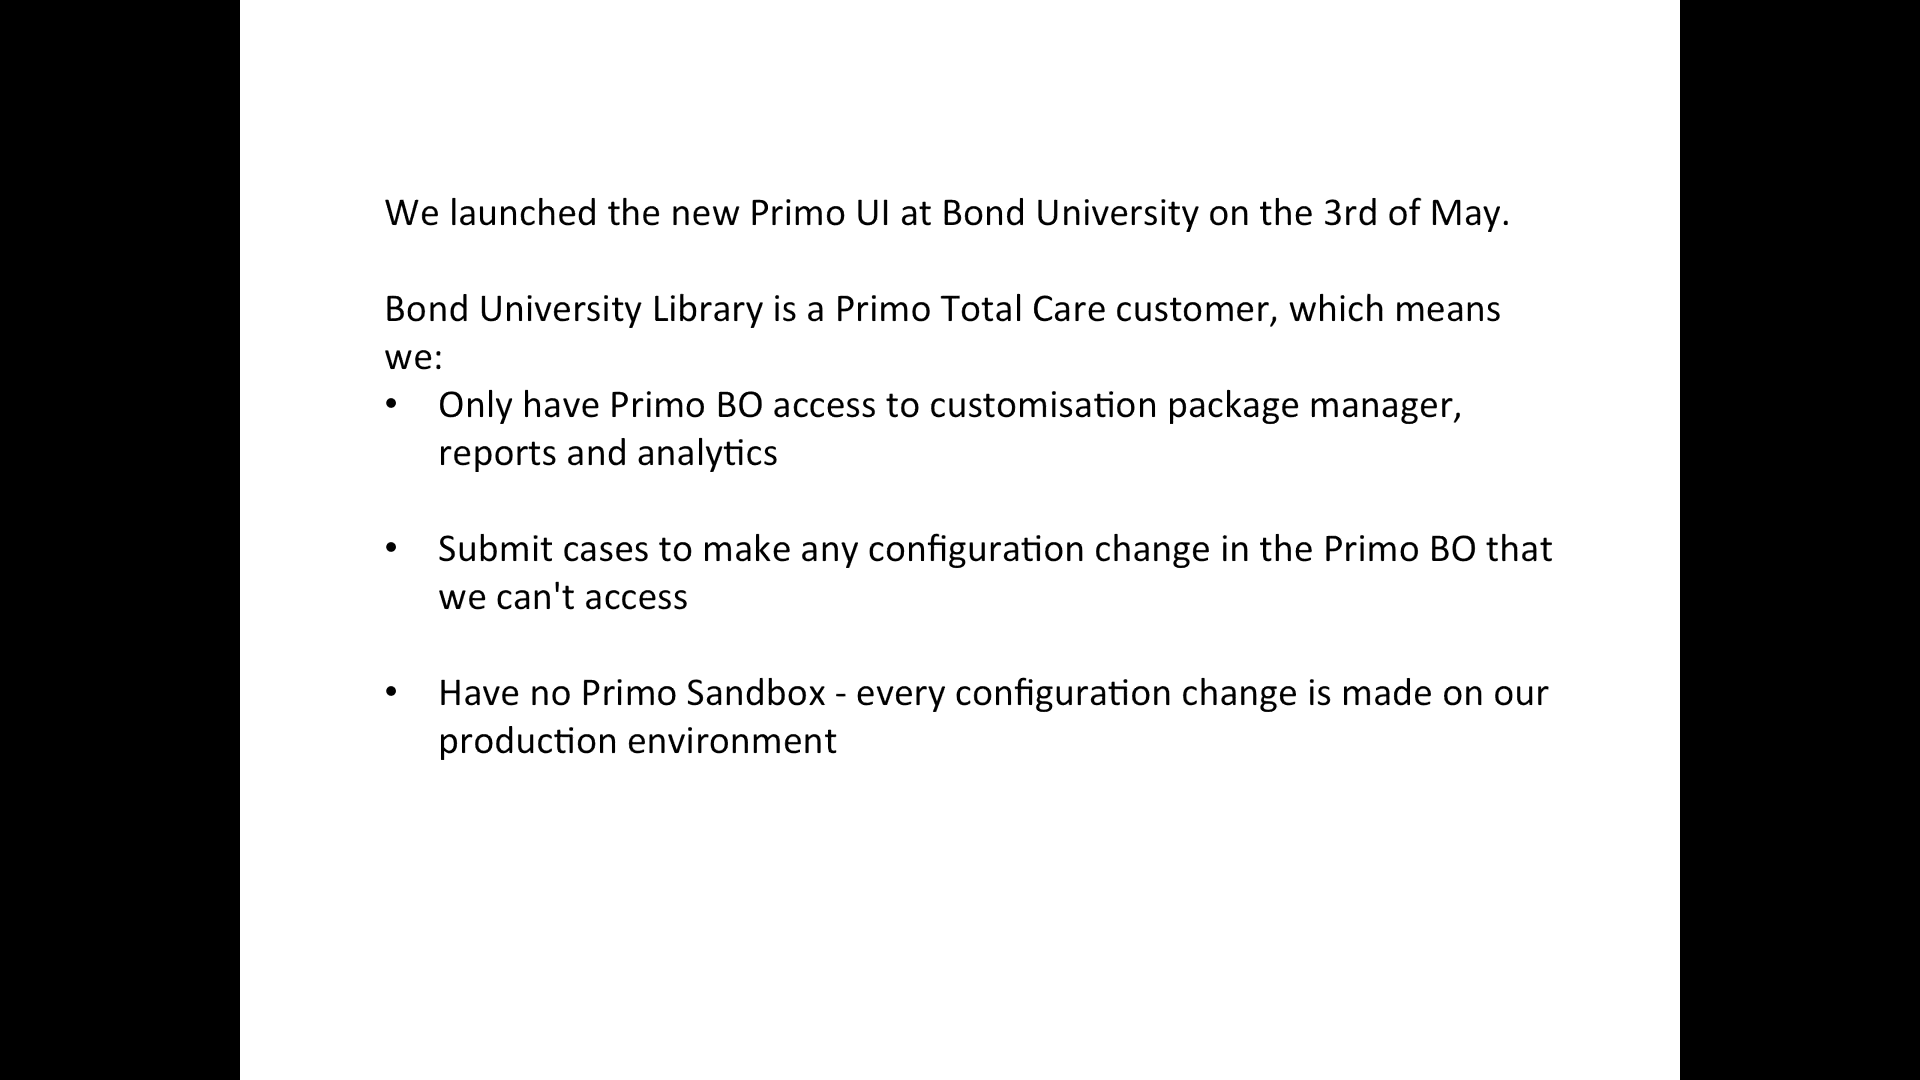 We launched the new Primo UI at Bond University on the 3rd of May.
Bond University Library is a Primo Total Care customer, which means
we:
• Only have Primo BO access to customisation package manager,
reports and analytics
• Submit cases to make any configuration change in the Primo BO that
we can't access
• Have no Primo Sandbox - every configuration change is made on our
production environment